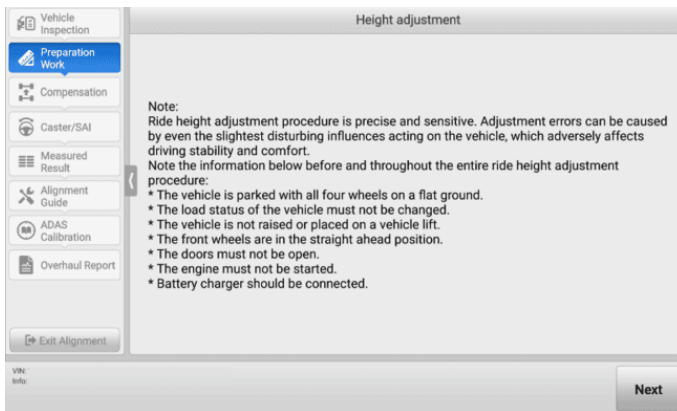 Vehicle
Inspection
Preparation
Work
Compensation
Caster/SAI
Measured
Result
Alignment
Guide
ADAS
Calibration
Overhaul Report
Exit Alignment
Height adjustment
Note:
Ride height adjustment procedure is precise and sensitive. Adjustment errors can be caused
by even the slightest disturbing influences acting on the vehicle, which adversely affects
driving stability and comfort.
Note the information below before and throughout the entire ride height adjustment
procedure:
* The vehicle is parked with all four wheels on a flat ground.
* The load status of the vehicle must not be changed.
* The vehicle is not raised or placed on a vehicle lift.
* The front wheels are in the straight ahead position.
* The doors must not be open.
* The engine must not be started.
* Battery charger should be connected.
VIN:
Info:
Next